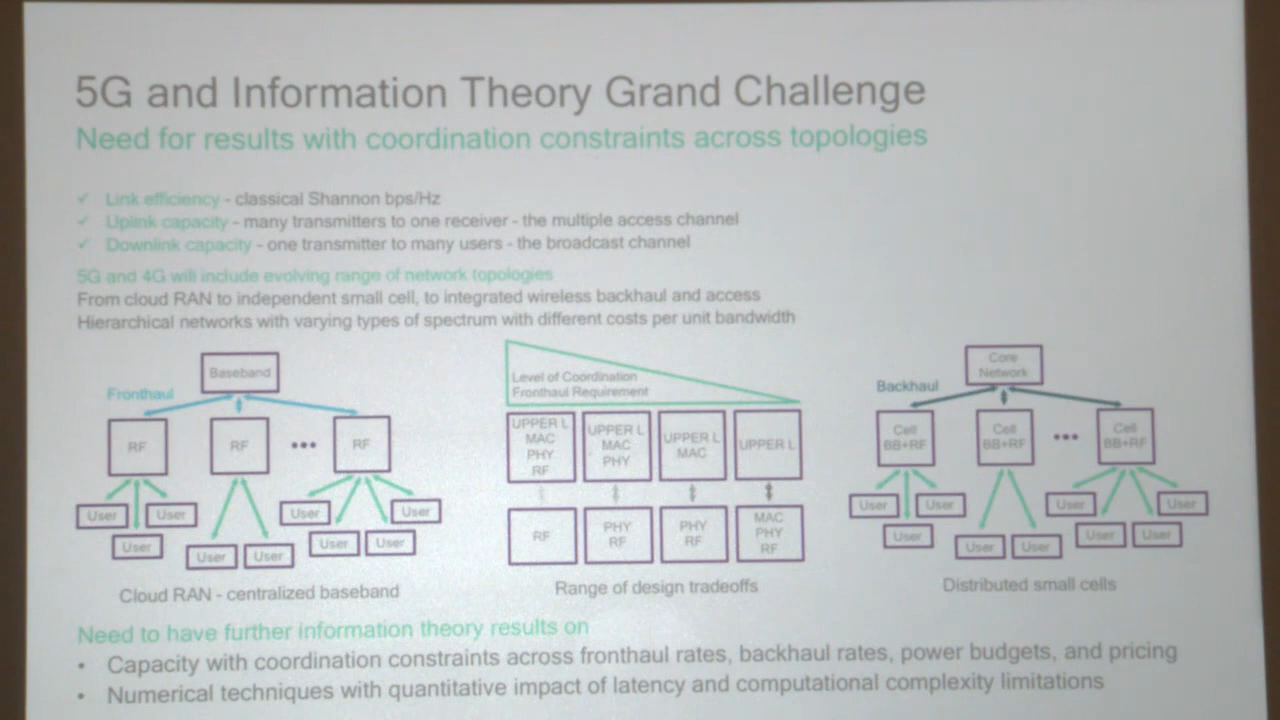 5G and Information Theory Grand Challenge
Need for results with coordination constraints across topologies
✓ Link efficiency - classical Shannon bps/Hz
✓ Uplink capacity - many transmitters to one receiver - the multiple access channel
✓ Downlink capacity - one transmitter to many users - the broadcast channel
5G and 4G will include evolving range of network topologies
From cloud RAN to independent small cell, to integrated wireless backhaul and access
Hierarchical networks with varying types of spectrum with different costs per unit bandwidth
Baseband
Fronthaul
RF
RF
•••
RF
User
User
User
User
User
User
User
User
User
Cloud RAN - centralized baseband
Level of Coordination
Fronthaul Requirement
UPPER L
MAC
PHY
RF
UPPER L
MAC
PHY
UPPER L
MAC
UPPER L
RF
PHY
RF
PHY
RF
MAC
PHY
RF
Range of design tradeoffs
Core
Network
Backhaul
Cell
BB+RF
Cell
BB+RF
•••
Cell
BB+RF
User
User
User
User
User
User
User
User
User
Distributed small cells
Need to have further information theory results on
• Capacity with coordination constraints across fronthaul rates, backhaul rates, power budgets, and pricing
• Numerical techniques with quantitative impact of latency and computational complexity limitations